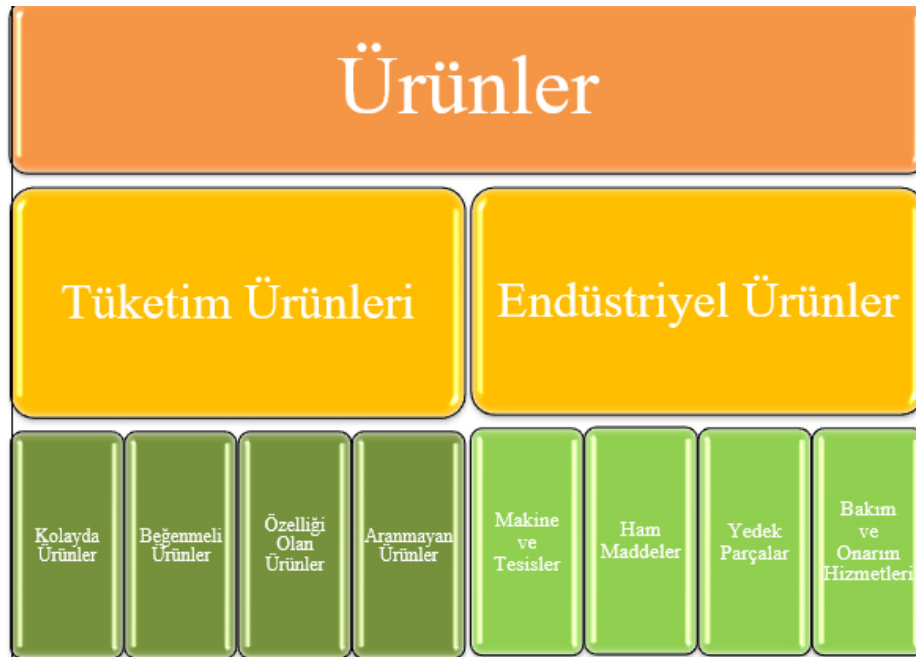 Ürünler
Tüketim Ürünleri
Endüstriyel Ürünler
Kolayda
Ürünler
Beğenmeli
Ürünler
Özelliği
Olan
Ürünler
Aranmayan
Ürünler
Makine
ve
Tesisler
Ham
Maddeler
Yedek
Parçalar
Bakım
ve
Onarım
Hizmetleri